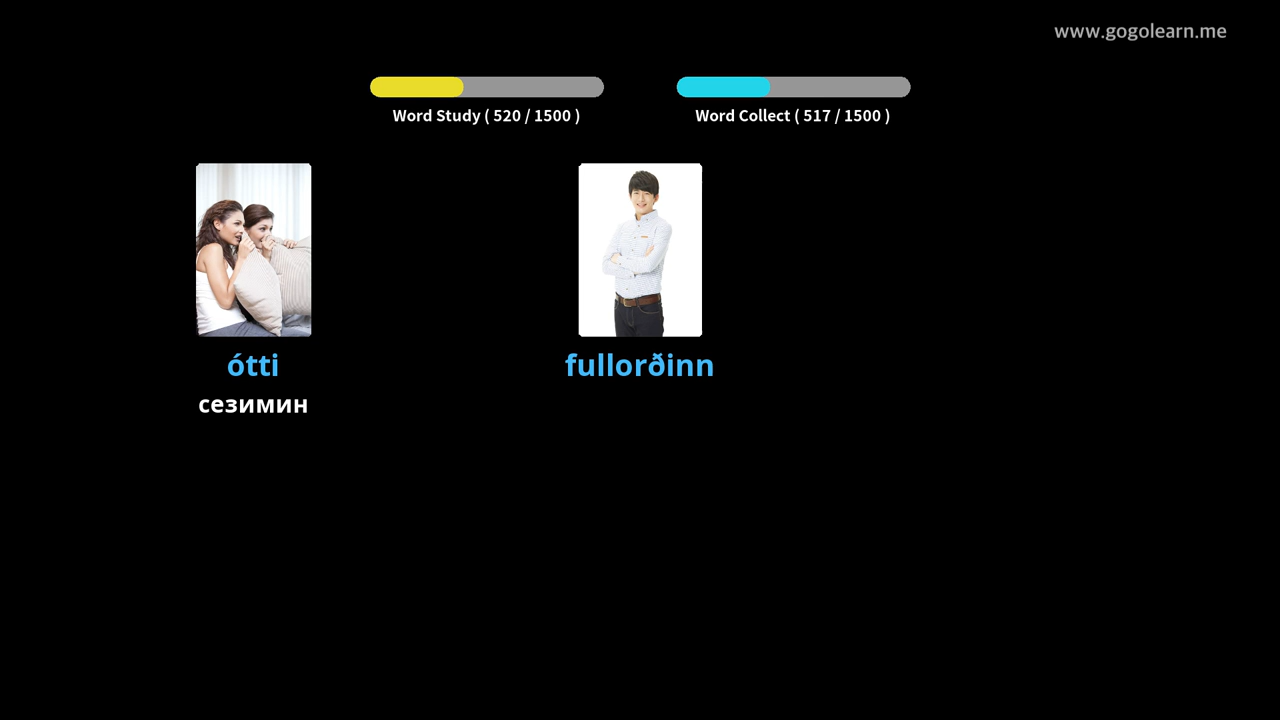 www.gogolearn.me
Word Study ( 520 / 1500 )
Word Collect ( 517 / 1500 )
ótti
fullorðinn
сезимин